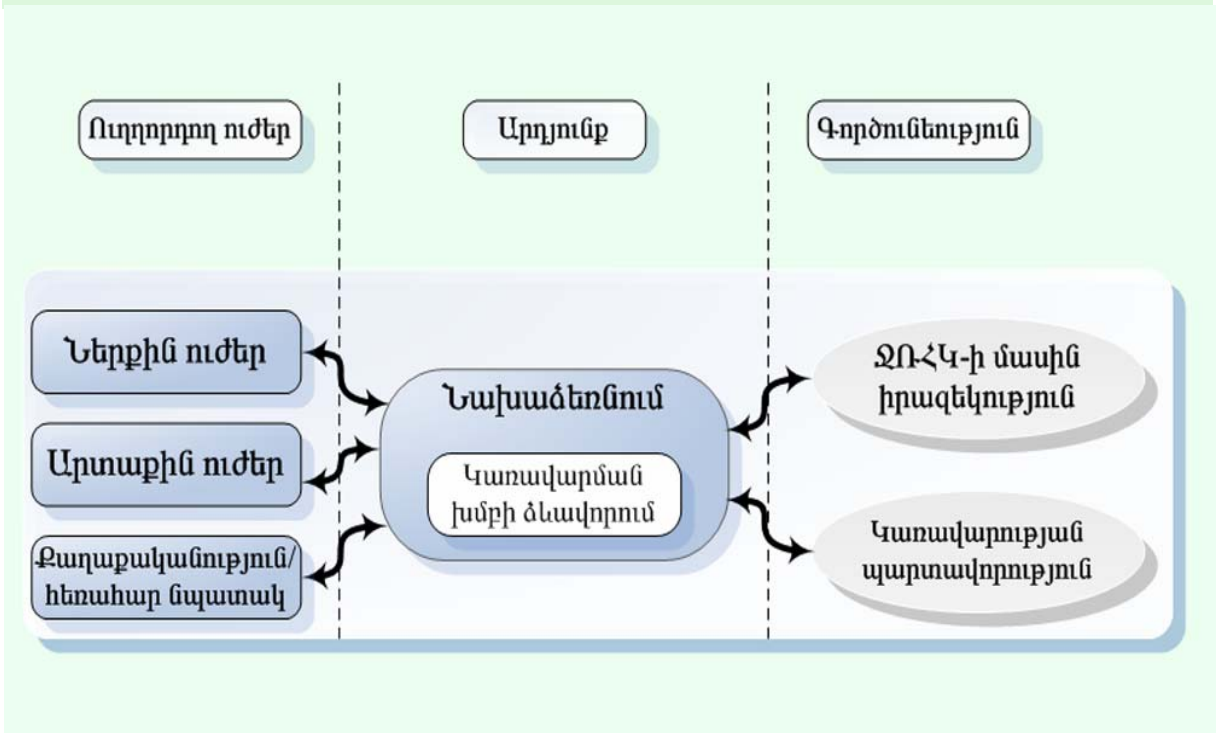 Ուղղորդող ուժեր
Արդյունք
Գործունեություն
Ներքին ուժեր
Արտաքին ուժեր
Քաղաքականություն/
հեռահար նպատակ
Նախաձեռնում
Կառավարման
խմբի ձևավորում
ՋՌՀԿ-ի մասին
իրազեկություն
Կառավարության
պարտավորություն